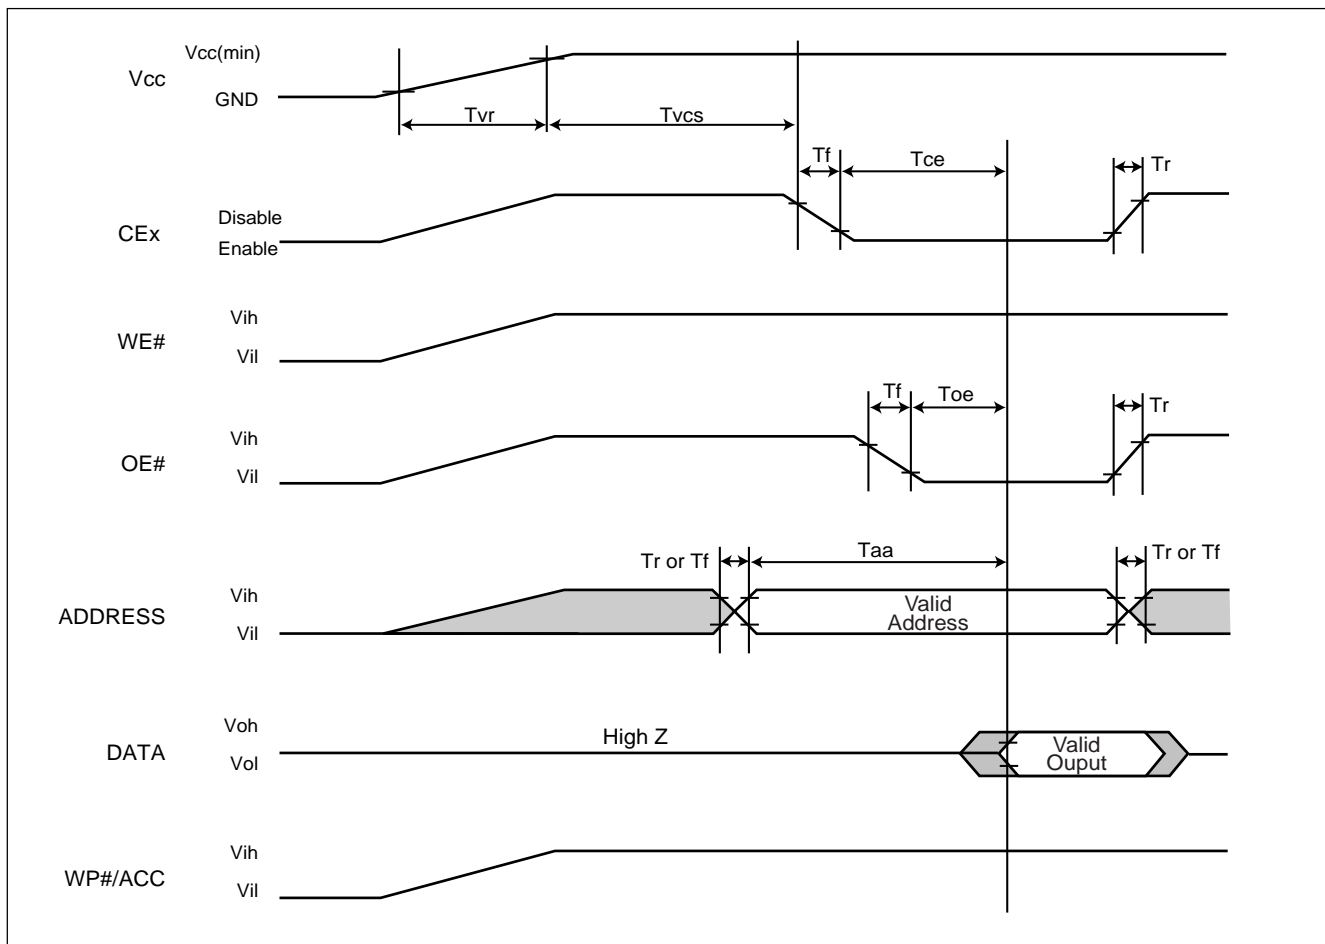 Vcc(min)
Vcc
GND
Tvr
Tvcs
Tf
Tce
Tr
Disable
CEx
Enable
Vih
WE#
Vil
Tf
Toe
Tr
Vih
OE#
Vil
Tr or Tf
Taa
Tr or Tf
Vih
ADDRESS
Vil
Valid
Address
Voh
DATA
Vol
High Z
Valid
Ouput
Vih
WP#/ACC
Vil